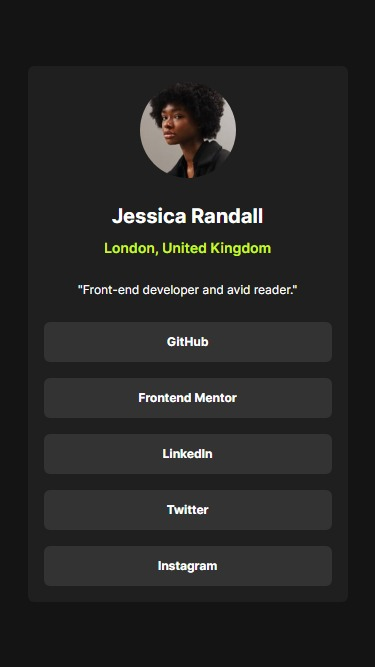 Jessica Randall
London, United Kingdom
"Front-end developer and avid reader."
GitHub
Frontend Mentor
LinkedIn
Twitter
Instagram